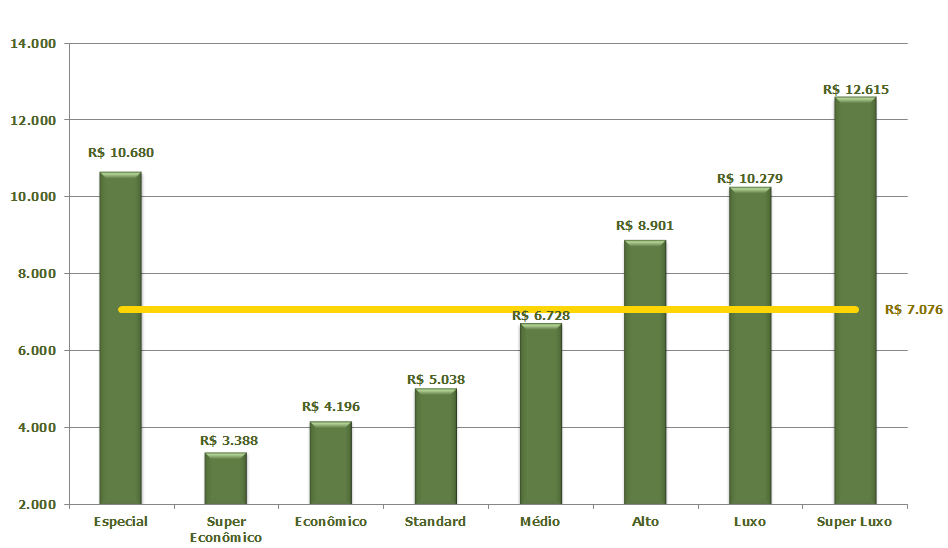 14.000
12.000
10.000
8.000
6.000
4.000
2.000
R$ 10.680
R$ 3.388
R$ 4.196
R$ 5.038
R$ 6.728
R$ 8.901
R$ 10.279
R$ 12.615
R$ 7.076
Especial
Super
Econômico
Econômico
Standard
Médio
Alto
Luxo
Super Luxo